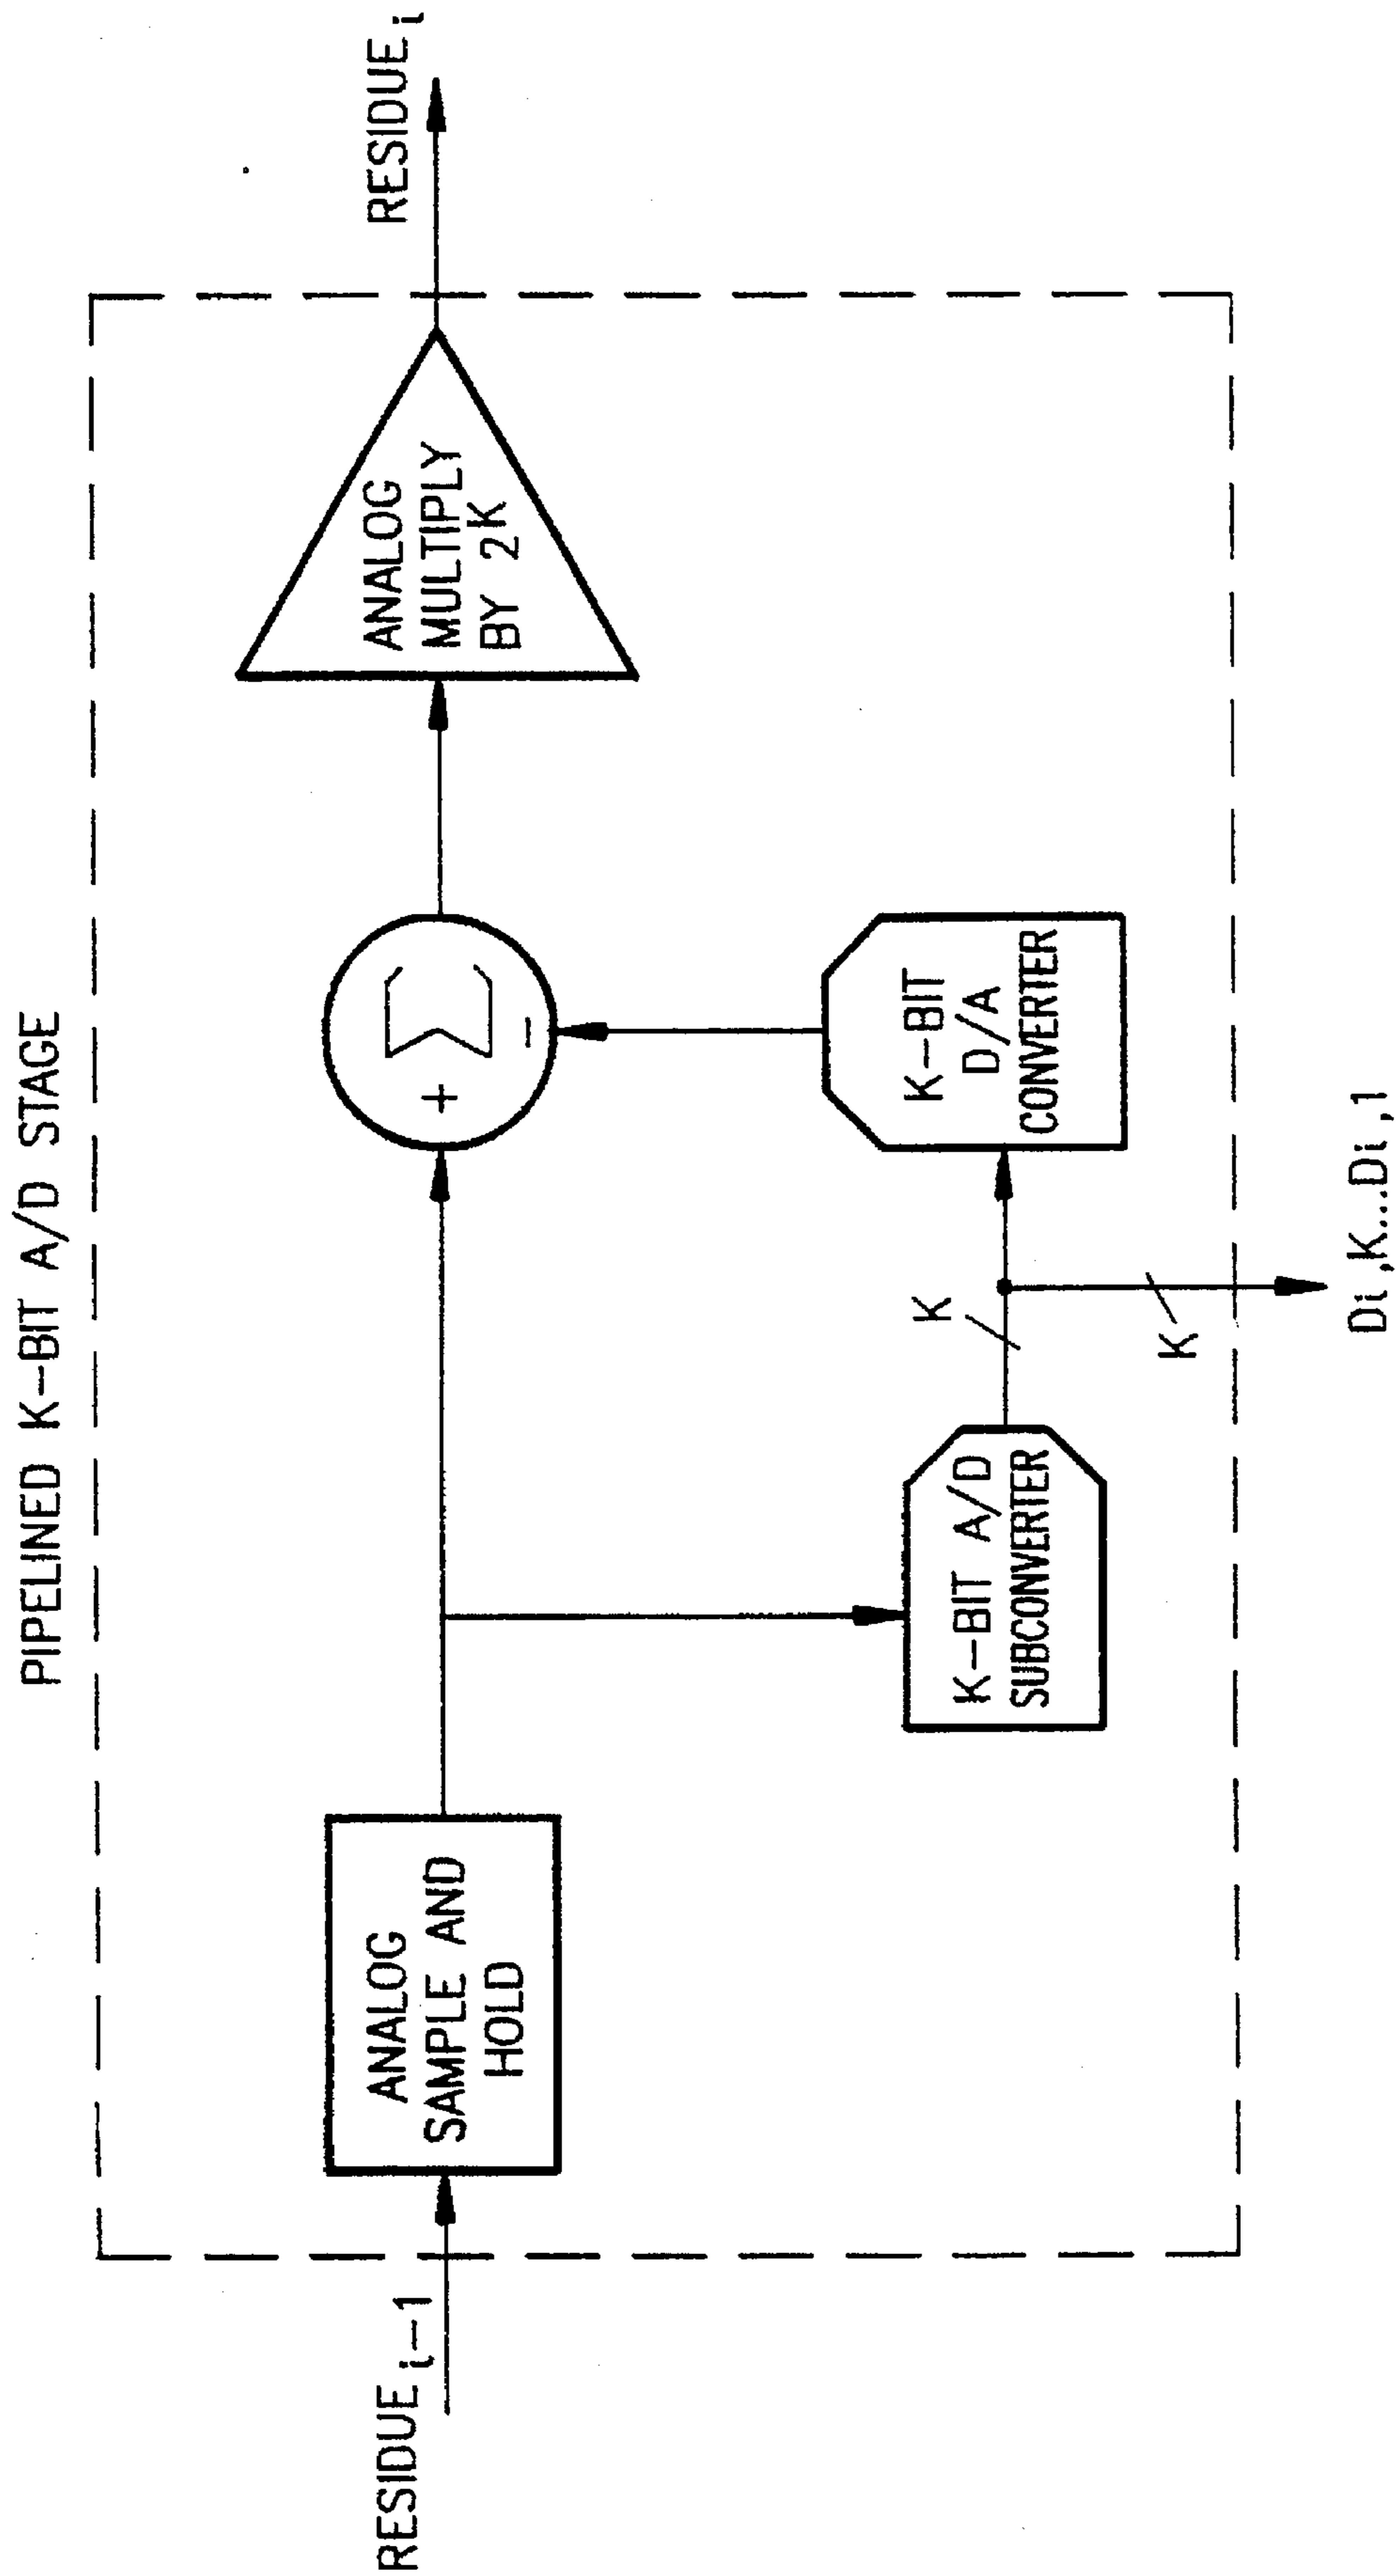 PIPELINED K-BIT A/D STAGE
RESIDUE i-1
ANALOG
SAMPLE AND
HOLD
+
Σ
-
ANALOG
MULTIPLY
BY 2K
RESIDUE i
K-BIT A/D
SUBCONVERTER
K
K
K-BIT
D/A
CONVERTER
Di,K...Di,1